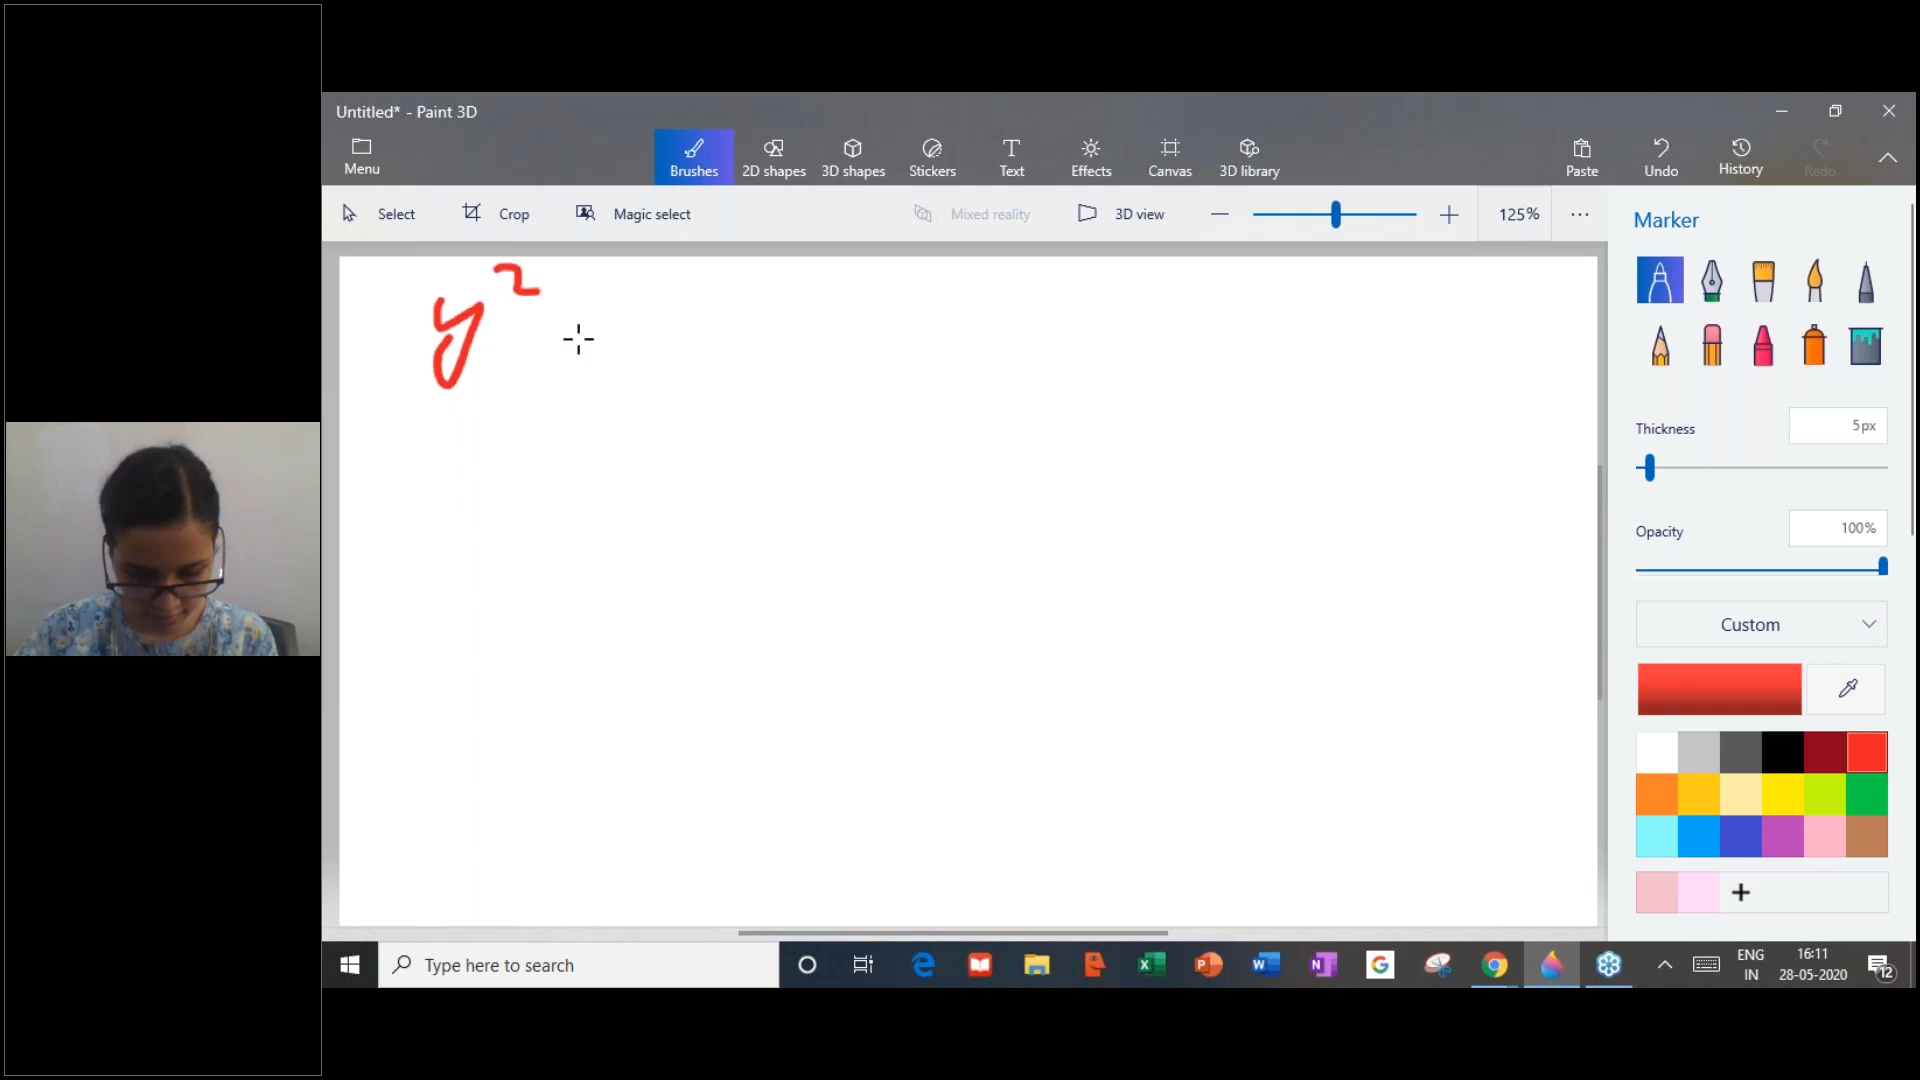 Untitled* - Paint 3D
Menu
Brushes
2D shapes
3D shapes
Stickers
Text
Effects
Canvas
3D library
Paste
Undo
History
Redo
Select
Crop
Magic select
Mixed reality
3D view
125%
Marker
y²
Thickness
5px
Opacity
100%
Custom
Type here to search
ENG
IN
16:11
28-05-2020
12